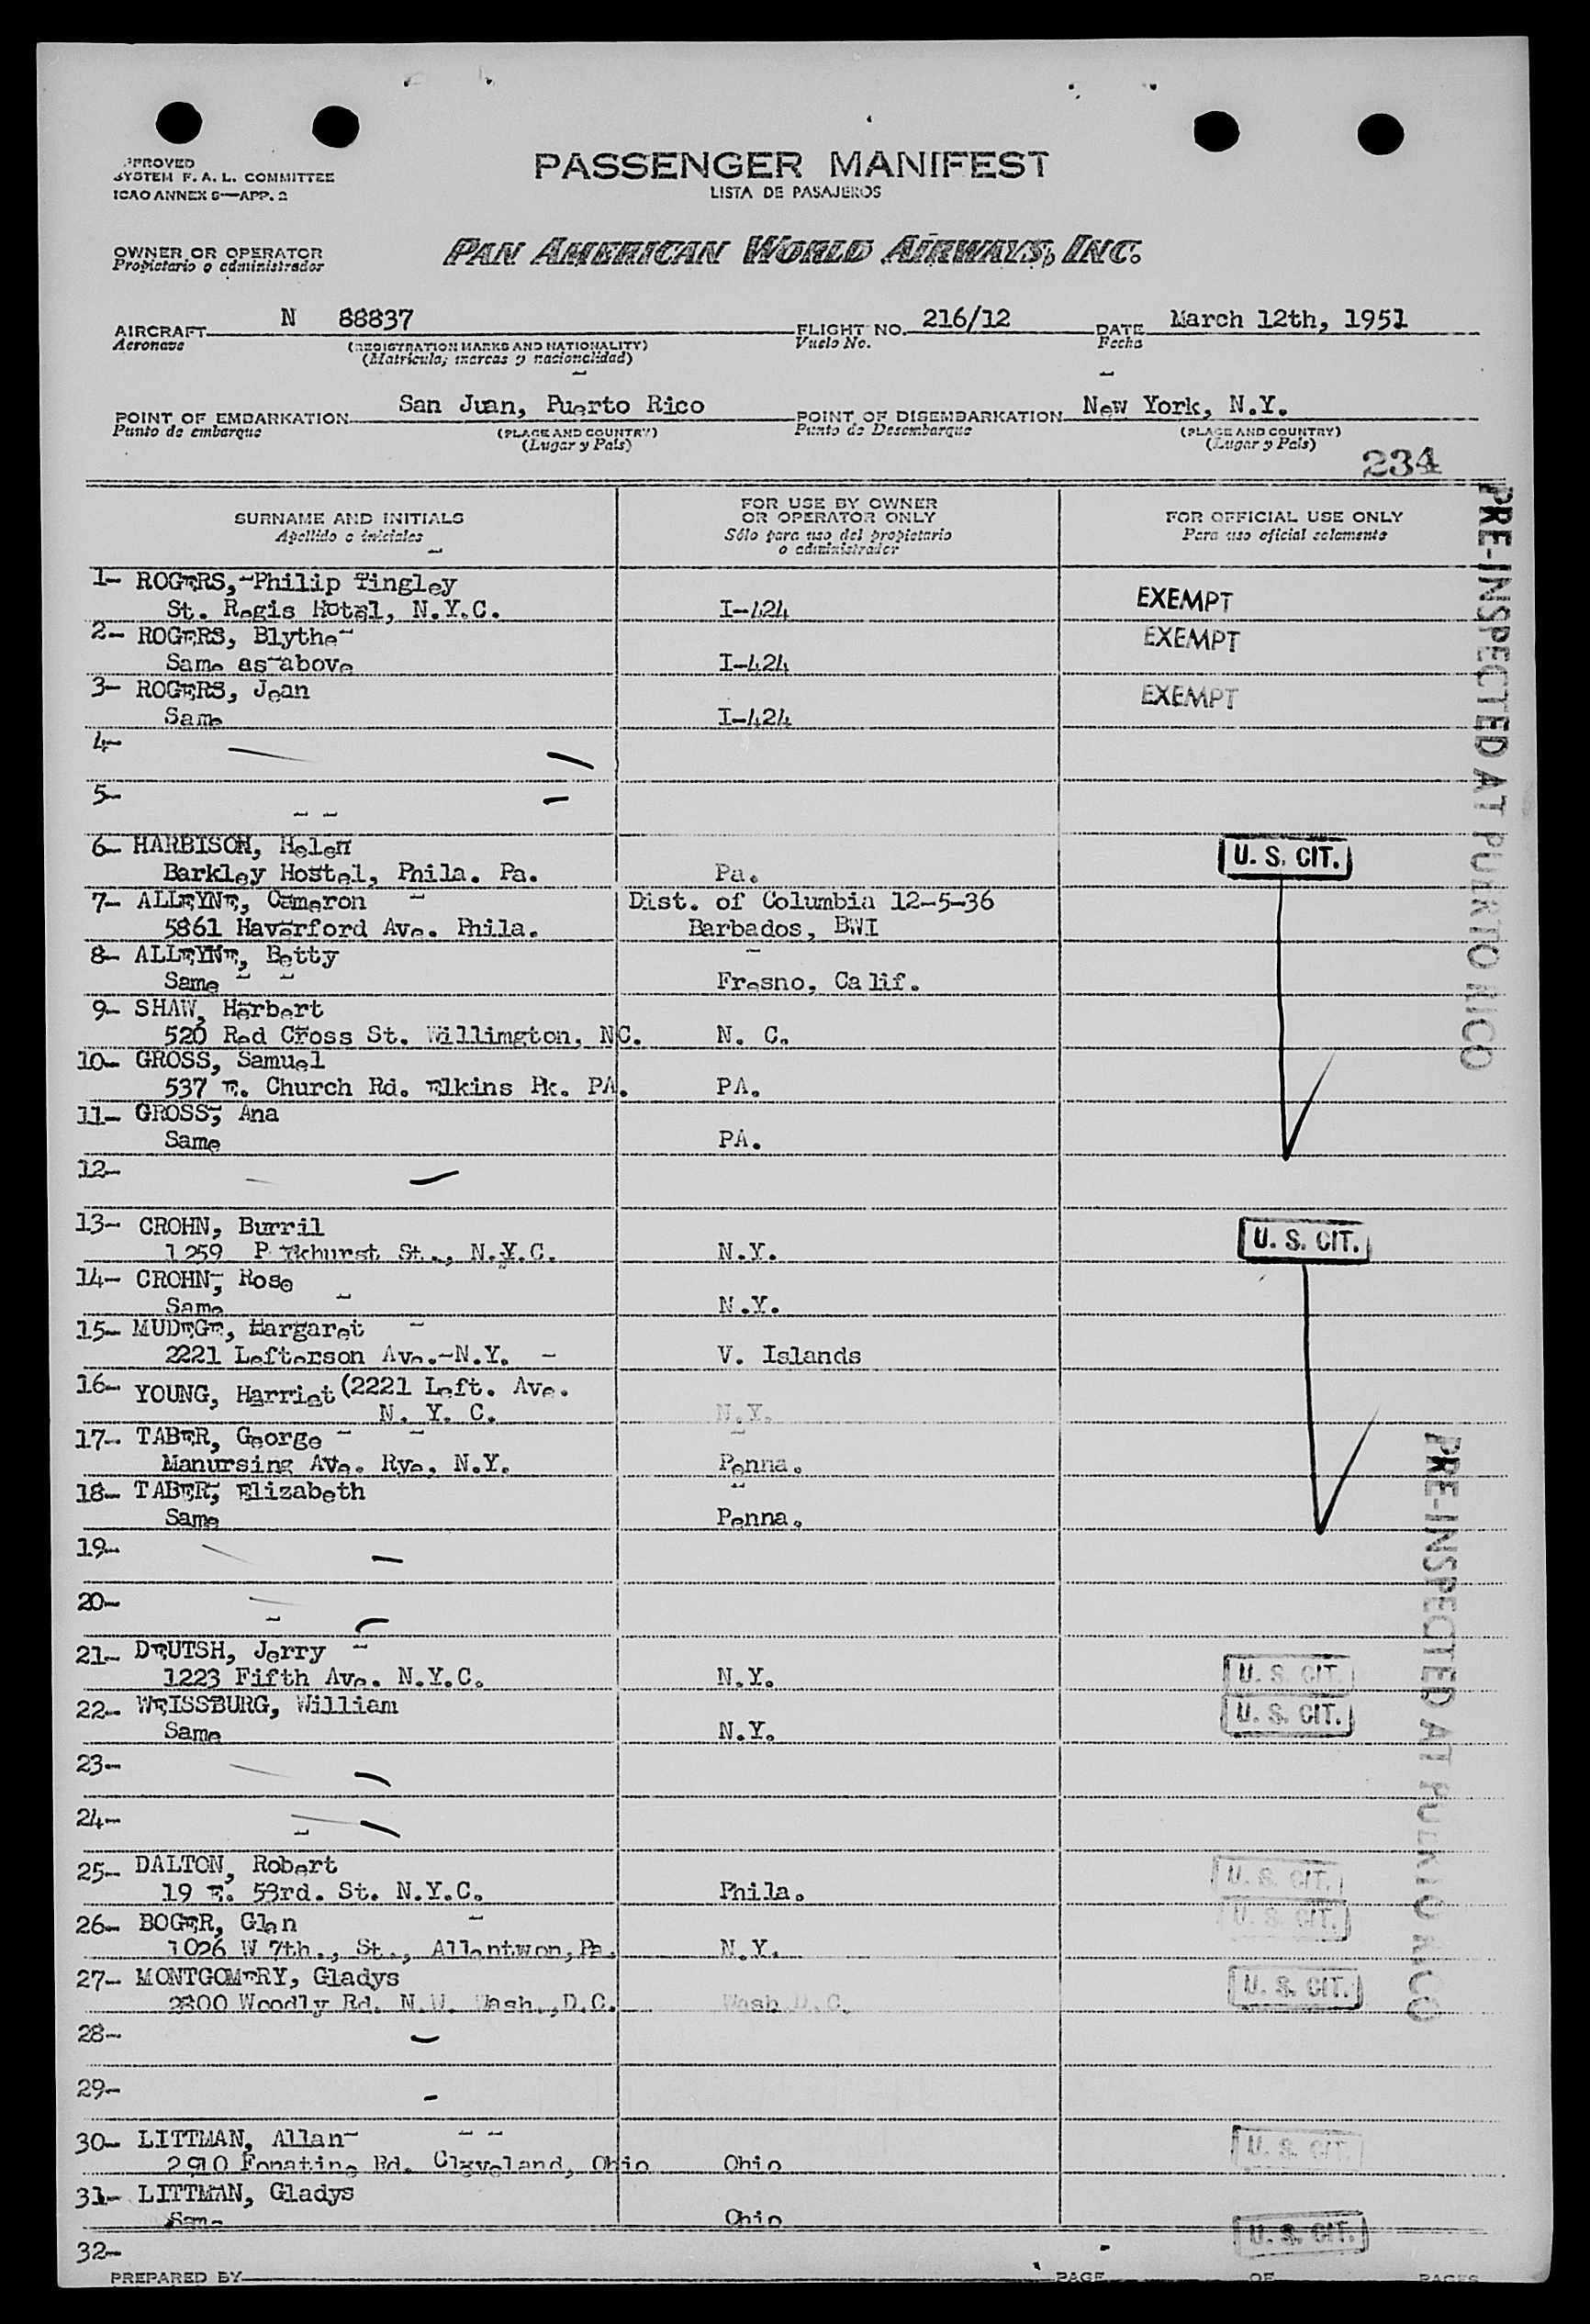 PPROVED
SYSTEM F. A. L. COMMITTEE
ICAO ANNEX 9—APP. 2
PASSENGER MANIFEST
LISTA DE PASAJEROS
OWNER OR OPERATOR
Propietario o administrador
PAN AMERICAN WORLD AIRWAYS, INC.
AIRCRAFT N 88837 FLIGHT NO. 216/12 DATE March 12th, 1951
Aeronave (REGISTRATION MARKS AND NATIONALITY) Vuelo No. Fecha
(Matricula, marcas y nacionalidad)
POINT OF EMBARKATION San Juan, Puerto Rico POINT OF DISEMBARKATION New York, N.Y.
Punto de embarque (PLACE AND COUNTRY) Punto de Desembarque (PLACE AND COUNTRY)
(Lugar y País) (Lugar y País)
234
SURNAME AND INITIALS FOR USE BY OWNER OR OPERATOR ONLY FOR OFFICIAL USE ONLY
Apellido e iniciales Sólo para uso del propietario o administrador Para uso oficial solamente
PRE-INSPECTED AT PUERTO RICO
1- ROGERS, Philip Tingley
St. Regis Hotel, N.Y.C. I-424 EXEMPT
2- ROGERS, Blythe EXEMPT
Same as above I-424
3- ROGERS, Jean EXEMPT
Same I-424
4-
5-
6- HARBISON, Helen U. S. CIT.
Barkley Hostel, Phila. Pa. Pa.
7- ALLEYNE, Cameron Dist. of Columbia 12-5-36
5861 Haverford Ave. Phila. Barbados, BWI
8- ALLEYNE, Betty
Same Fresno, Calif.
9- SHAW, Herbert
520 Red Cross St. Willimgton, NC. N. C.
10- GROSS, Samuel
537 E. Church Rd. Elkins Pk. PA. PA.
11- GROSS, Ana
Same PA.
12-
13- CROHN, Burril U. S. CIT.
1259 St., N.Y.C. N.Y.
14- CROHN, Rose
Same N.Y.
15- MUDEGE, Margaret
2221 Lefterson Ave.-N.Y. - V. Islands
16- YOUNG, Harriet (2221 Left. Ave.
N. Y. C. N.Y.
17- TABER, George
Manursing Ave. Rye, N.Y. Penna.
18- TABER, Elizabeth
Same Penna.
19-
20-
PRE-INSPECTED AT PUERTO RICO
21- DEUTSH, Jerry
1223 Fifth Ave. N.Y.C. N.Y. U. S. CIT.
22- WEISSBURG, William U. S. CIT.
Same N.Y.
23-
24-
25- DALTON, Robert U. S. CIT.
19 E. 53rd. St. N.Y.C. Phila.
26- BOGER, Glen U. S. CIT.
1026 W 7th., St., Allentwon, Pa. N.Y.
27- MONTGOMERY, Gladys U. S. CIT.
2800 Woodly Rd. N.W. Wash.,D.C. Wash D.C.
28-
29-
30- LITTMAN, Allan U. S. CIT.
2910 Rd. Cleveland, Ohio Ohio
31- LITTMAN, Gladys
Same Ohio U. S. CIT.
32-
PREPARED BY PAGE OF PAGES